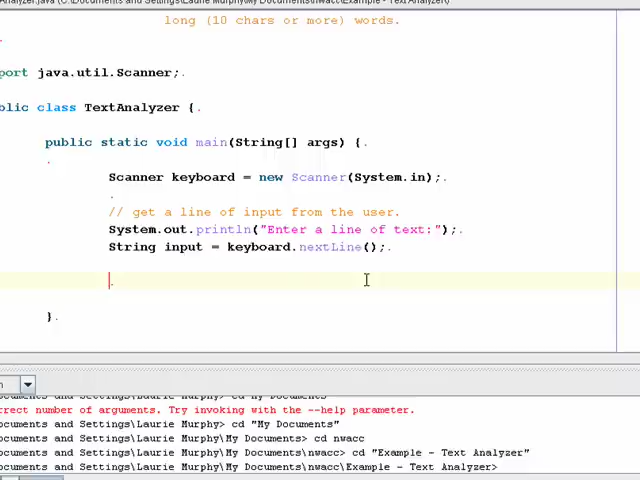 Analyzer.java (C:\Documents and Settings\Laurie Murphy\My Documents\nwacc\Example - Text Analyzer\)
long (10 chars or more) words.
port java.util.Scanner;.
blic class TextAnalyzer {.
public static void main(String[] args) {.
Scanner keyboard = new Scanner(System.in);.
// get a line of input from the user.
System.out.println("Enter a line of text:");.
String input = keyboard.nextLine();.
}.
n
ocuments and Settings\Laurie Murphy> cd My Documents
rrect number of arguments. Try invoking with the --help parameter.
ocuments and Settings\Laurie Murphy> cd "My Documents"
ocuments and Settings\Laurie Murphy\My Documents> cd nwacc
ocuments and Settings\Laurie Murphy\My Documents\nwacc> cd "Example - Text Analyzer"
ocuments and Settings\Laurie Murphy\My Documents\nwacc\Example - Text Analyzer>